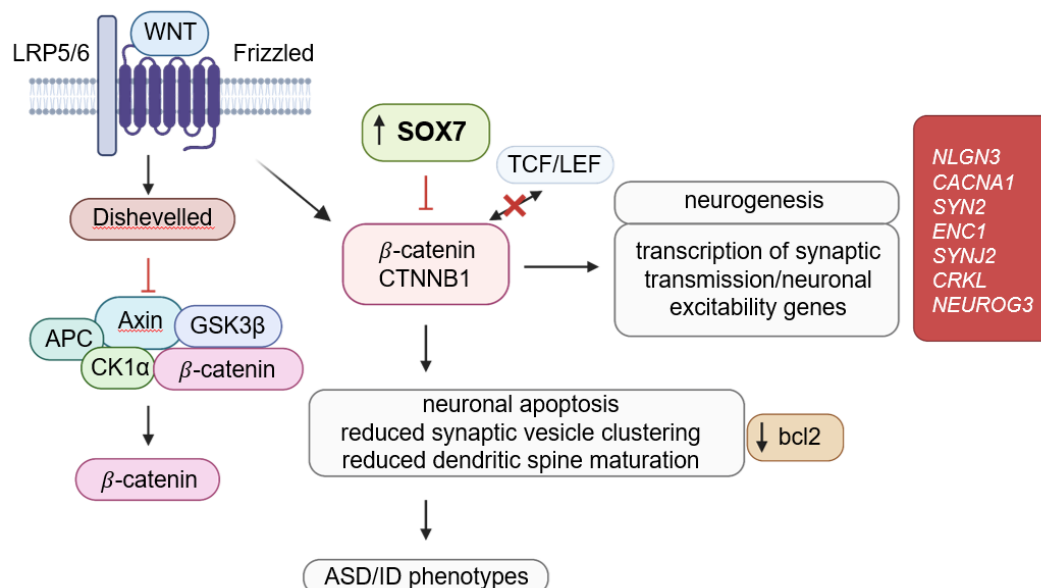 WNT
LRP5/6
Frizzled
SOX7
TCF/LEF
Dishevelled
β-catenin
CTNNB1
neurogenesis
transcription of synaptic
transmission/neuronal
excitability genes
NLGN3
CACNA1
SYN2
ENC1
SYNJ2
CRKL
NEUROG3
Axin
APC
GSK3β
CK1α
β-catenin
β-catenin
neuronal apoptosis
reduced synaptic vesicle clustering
reduced dendritic spine maturation
bcl2
ASD/ID phenotypes